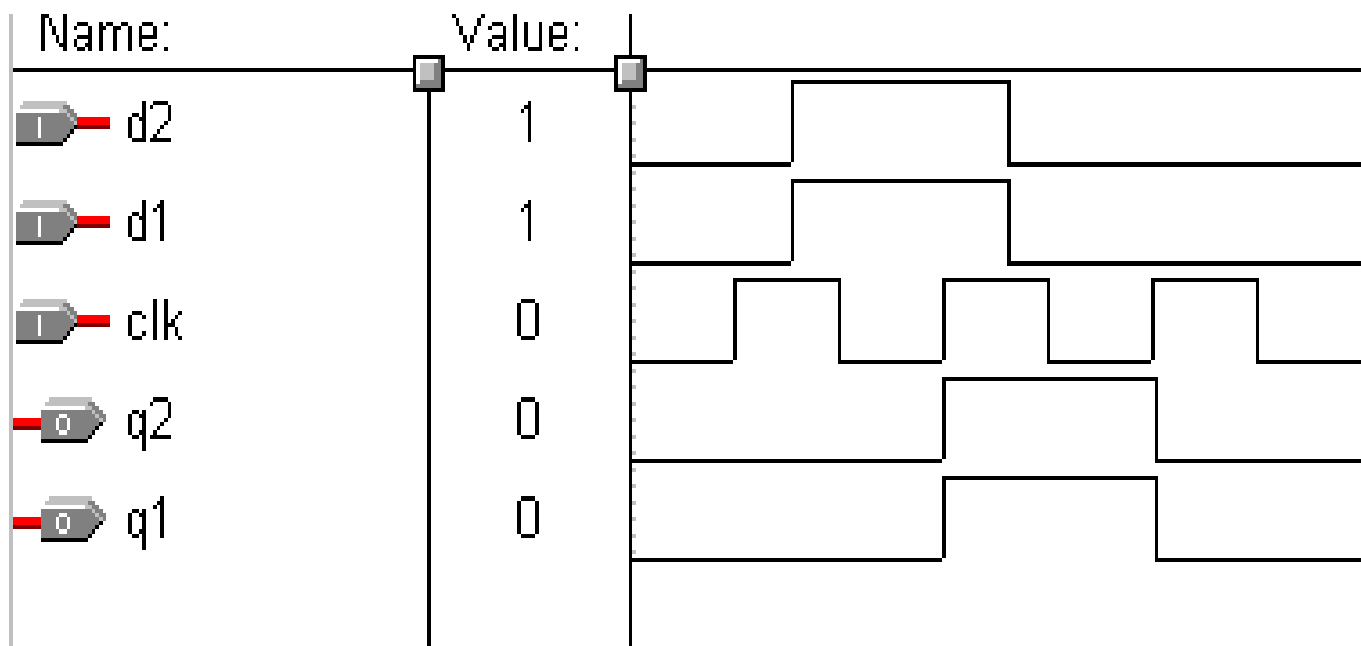 Name: Value:
I d2 1
I d1 1
I clk 0
O q2 0
O q1 0